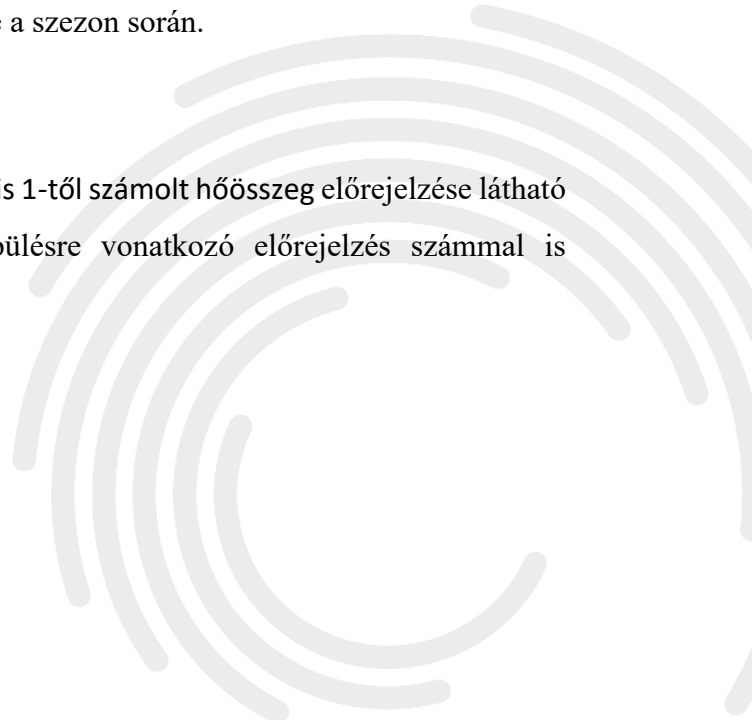 a szezon során.
is 1-től számolt hőösszeg előrejelzése látható
ülésre vonatkozó előrejelzés számmal is